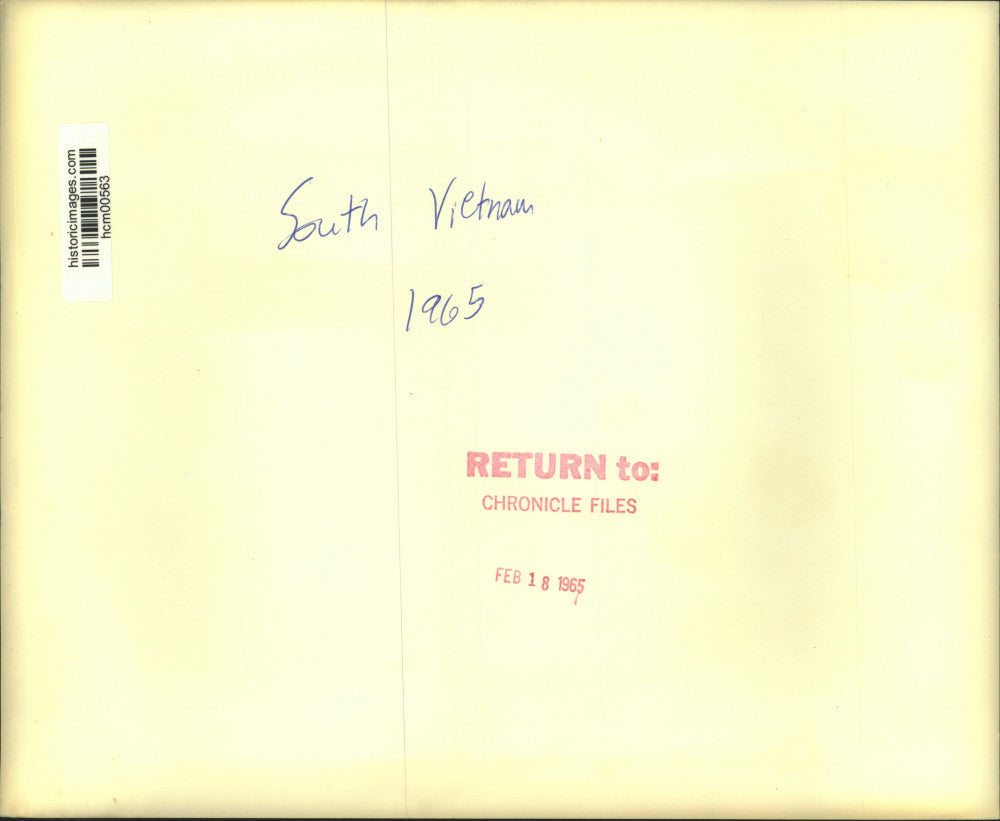 historicimages.com
hcm00563
South Vietnam
1965
RETURN to:
CHRONICLE FILES
FEB 18 1965